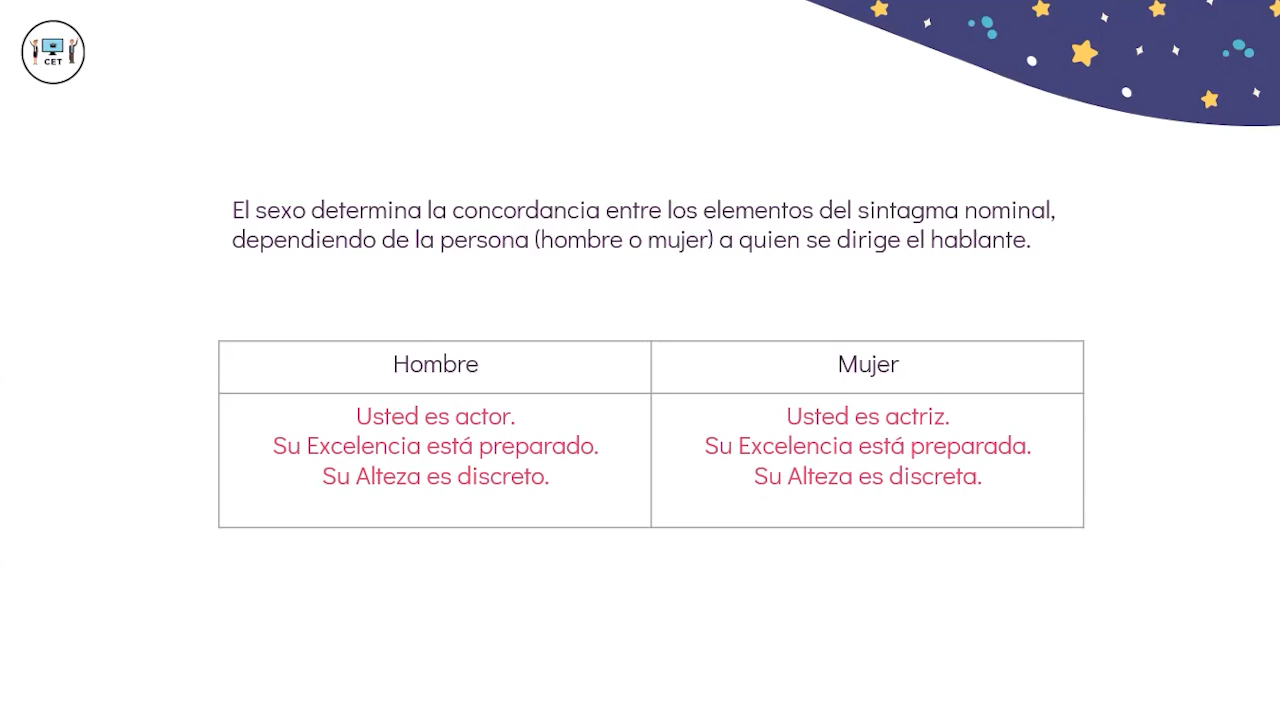 CET
El sexo determina la concordancia entre los elementos del sintagma nominal,
dependiendo de la persona (hombre o mujer) a quien se dirige el hablante.
Hombre
Mujer
Usted es actor.
Su Excelencia está preparado.
Su Alteza es discreto.
Usted es actriz.
Su Excelencia está preparada.
Su Alteza es discreta.